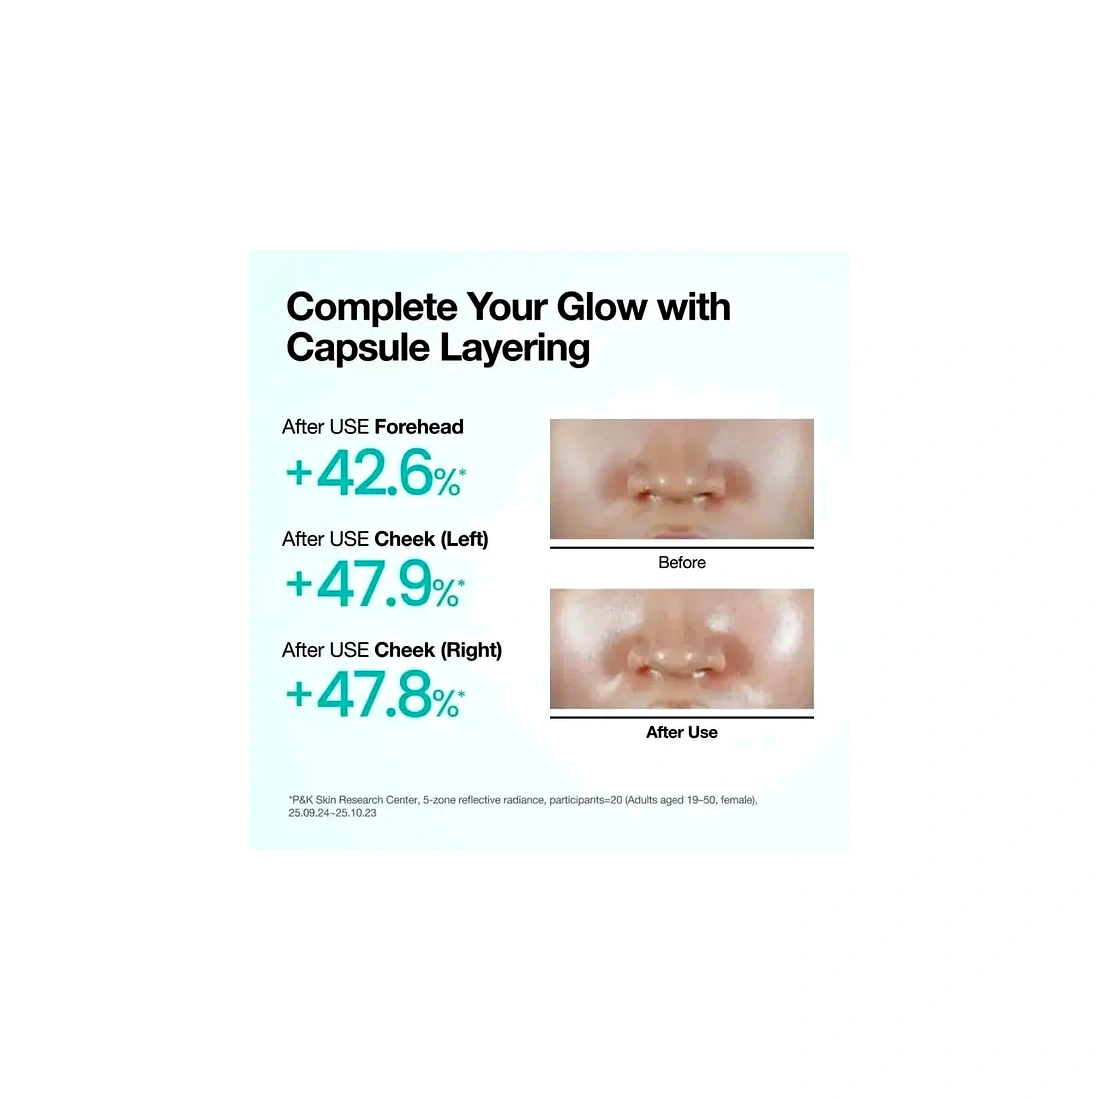 Complete Your Glow with
Capsule Layering
After USE Forehead
+42.6%*
After USE Cheek (Left)
+47.9%*
After USE Cheek (Right)
+47.8%*
Before
After Use
*P&K Skin Research Center, 5-zone reflective radiance, participants=20 (Adults aged 19–50, female),
25.09.24~25.10.23